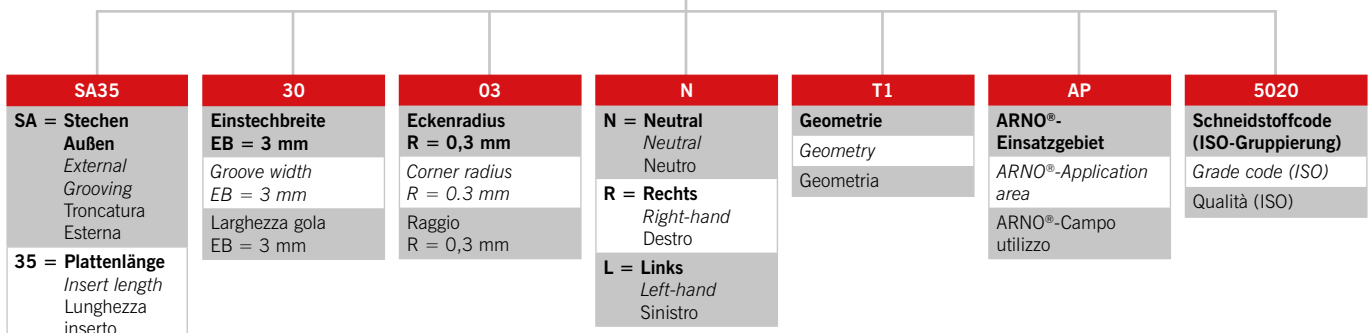 SA35
SA = Stechen
Außen
External
Grooving
Troncatura
Esterna
35 = Plattenlänge
Insert length
Lunghezza
inserto
30
Einstechbreite
EB = 3 mm
Groove width
EB = 3 mm
Larghezza gola
EB = 3 mm
03
Eckenradius
R = 0,3 mm
Corner radius
R = 0.3 mm
Raggio
R = 0,3 mm
N
N = Neutral
Neutral
Neutro
R = Rechts
Right-hand
Destro
L = Links
Left-hand
Sinistro
T1
Geometrie
Geometry
Geometria
AP
ARNO®-
Einsatzgebiet
ARNO®-Application
area
ARNO®-Campo
utilizzo
5020
Schneidstoffcode
(ISO-Gruppierung)
Grade code (ISO)
Qualità (ISO)